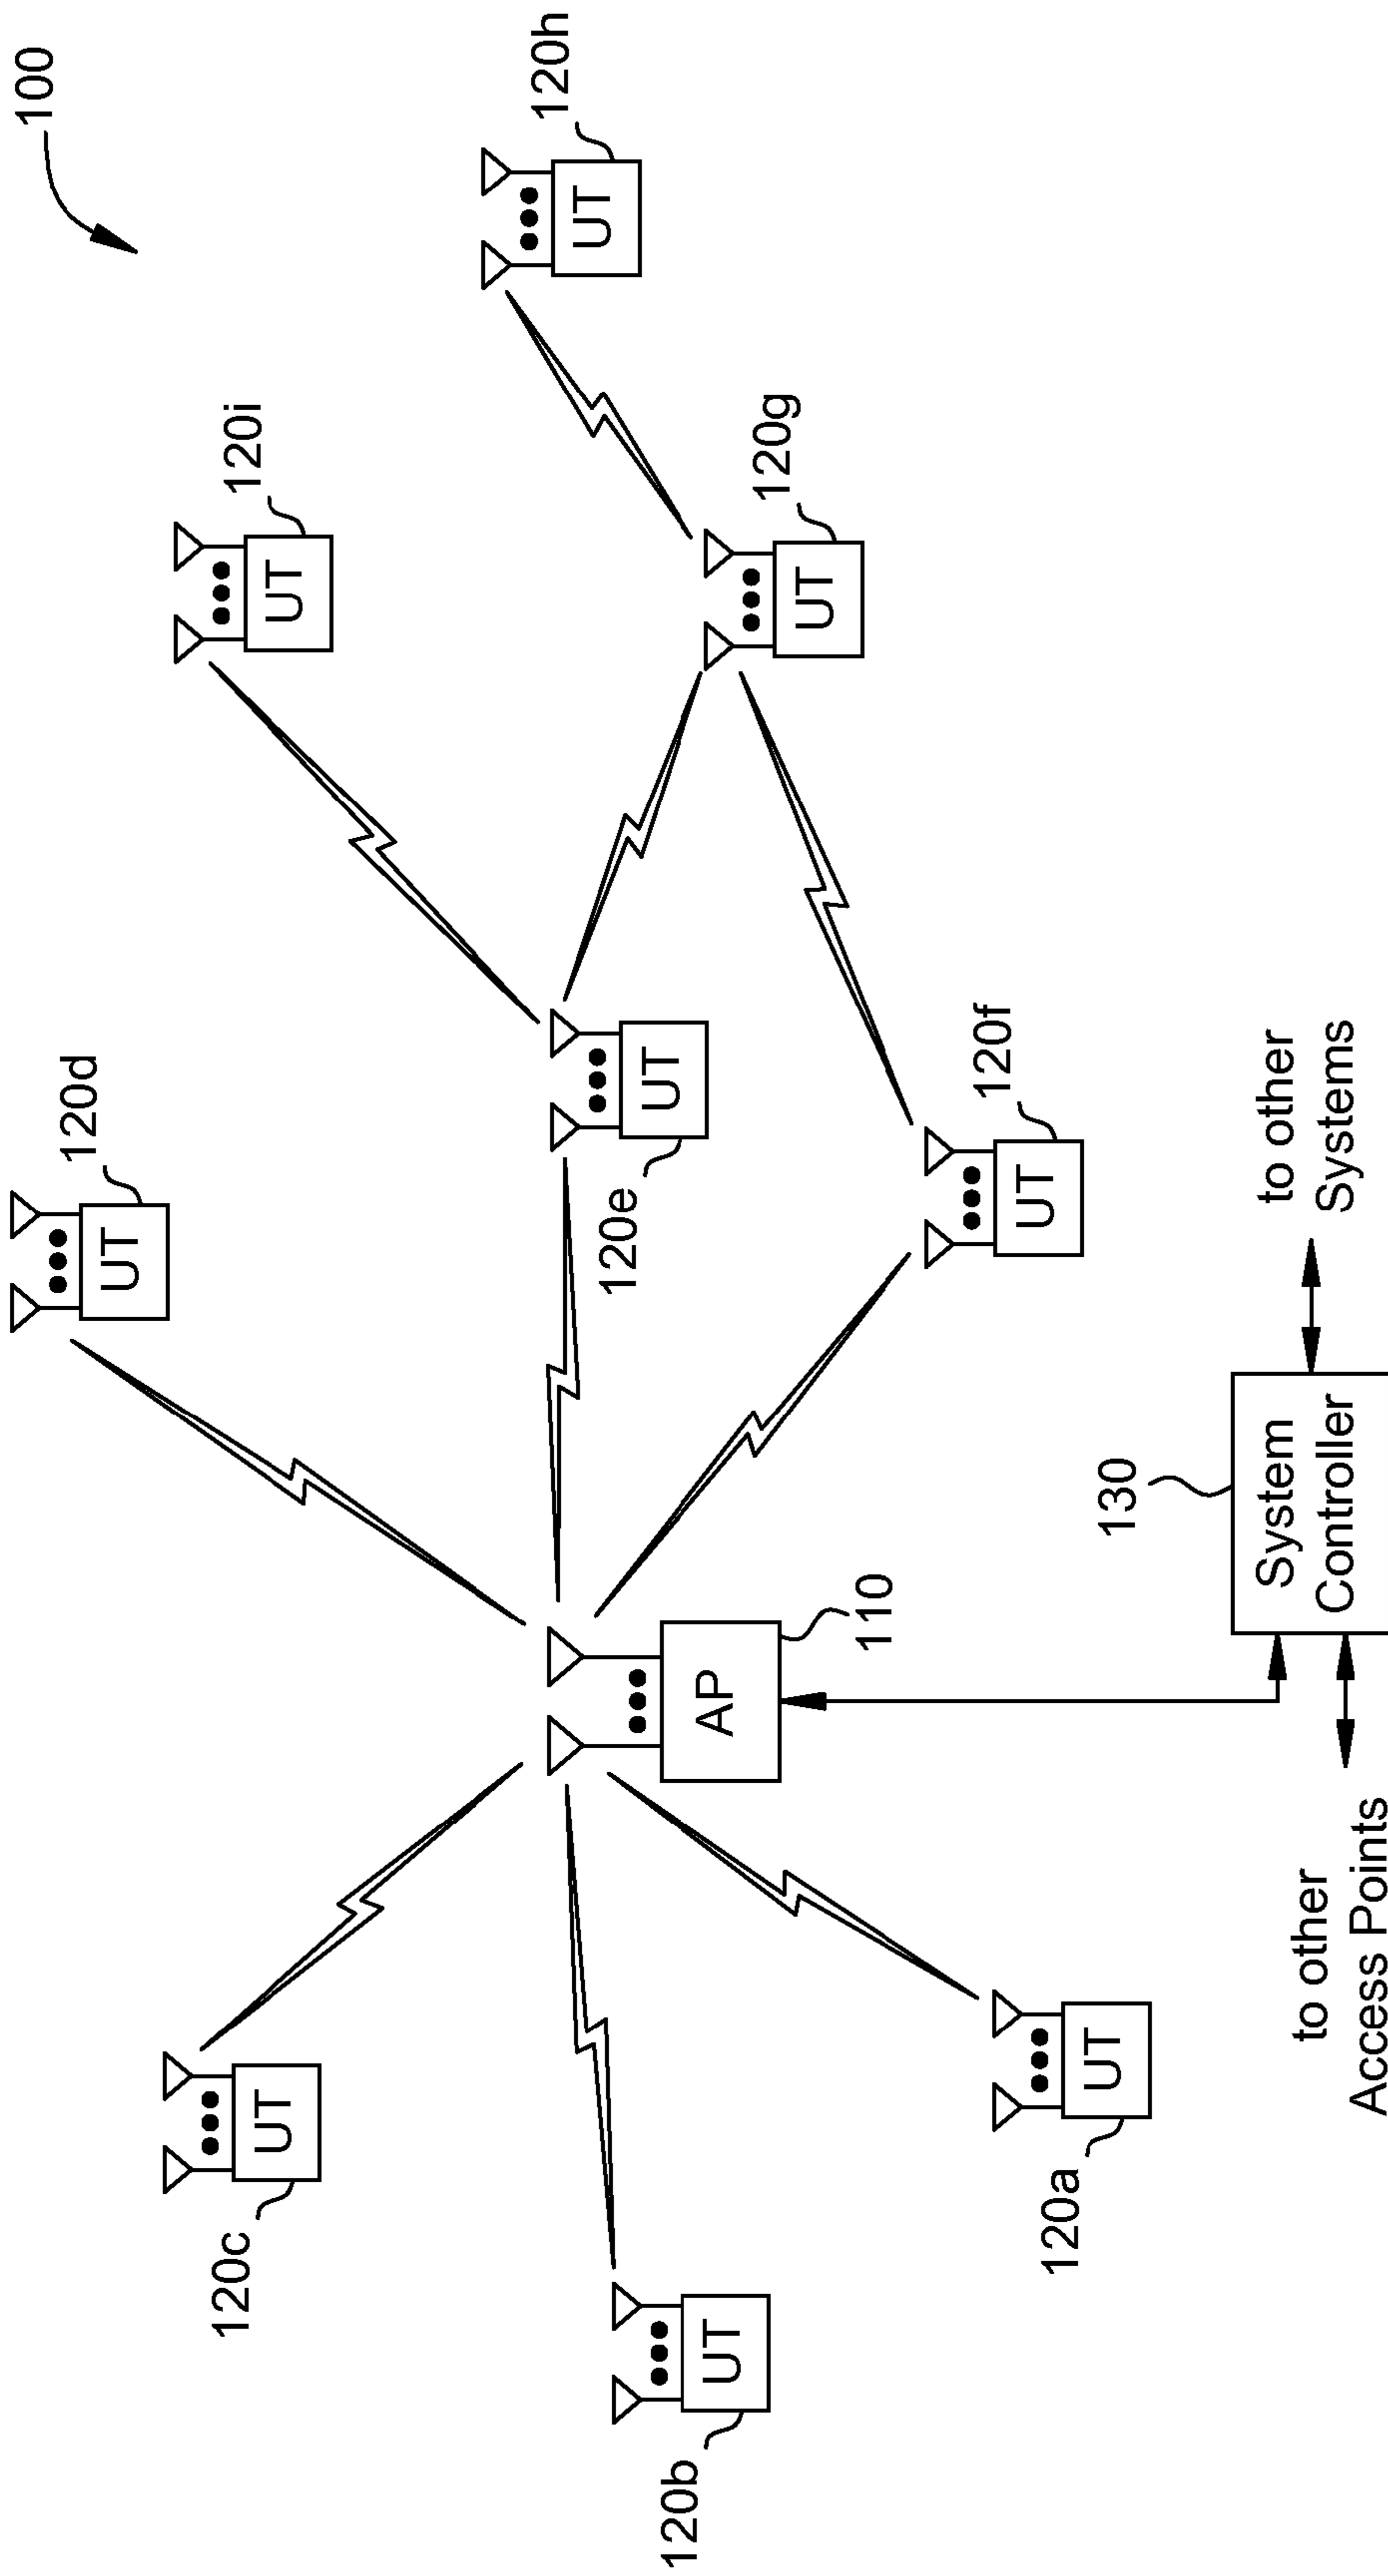 100
120d
UT
120i
UT
120h
UT
120c
UT
120e
UT
120g
UT
120b
UT
AP
110
120f
UT
120a
UT
130
System
Controller
to other
Systems
to other
Access Points